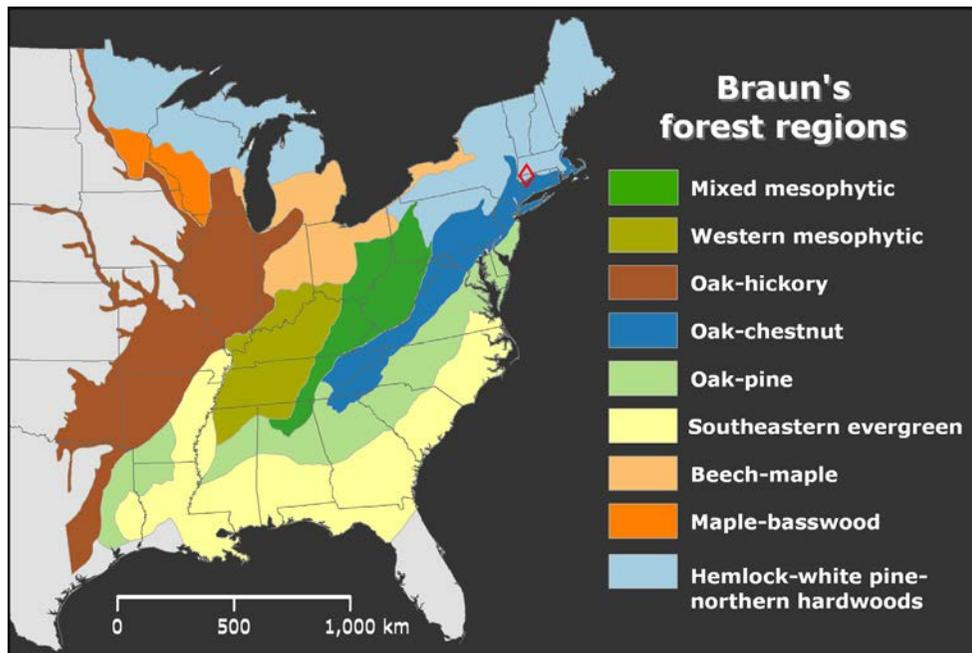 Braun's
forest regions
Mixed mesophytic
Western mesophytic
Oak-hickory
Oak-chestnut
Oak-pine
Southeastern evergreen
Beech-maple
Maple-basswood
Hemlock-white pine-
northern hardwoods
0 500 1,000 km